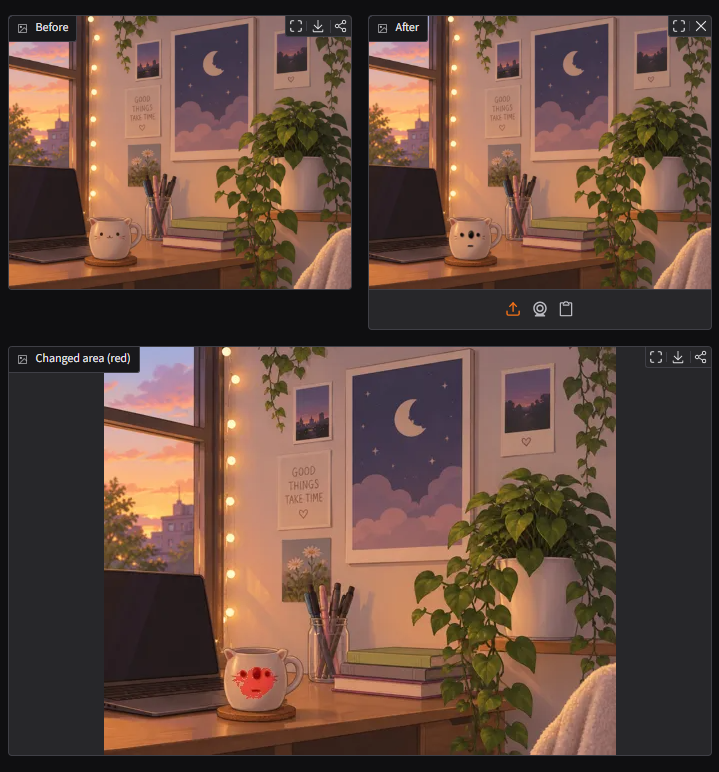 Before
After
GOOD
THINGS
TAKE TIME
GOOD
THINGS
TAKE TIME
Changed area (red)
GOOD
THINGS
TAKE TIME